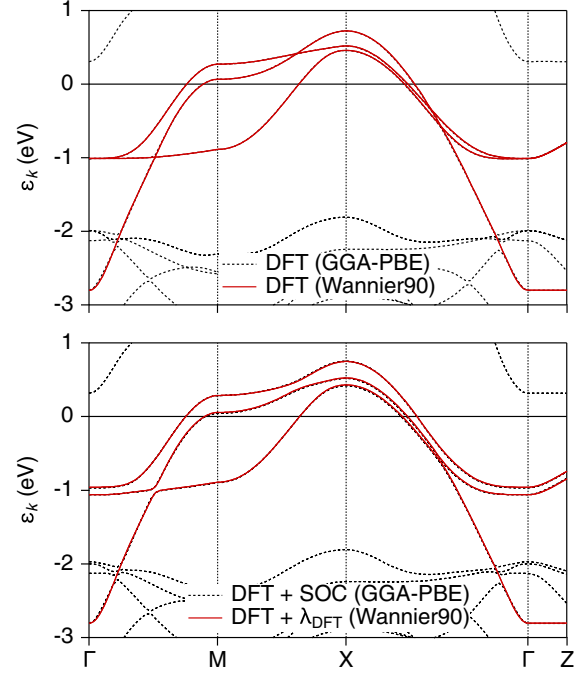 1
0
-1
-2
-3
εk (eV)
DFT (GGA-PBE)
DFT (Wannier90)
1
0
-1
-2
-3
εk (eV)
DFT + SOC (GGA-PBE)
DFT + λDFT (Wannier90)
Γ M X Γ Z